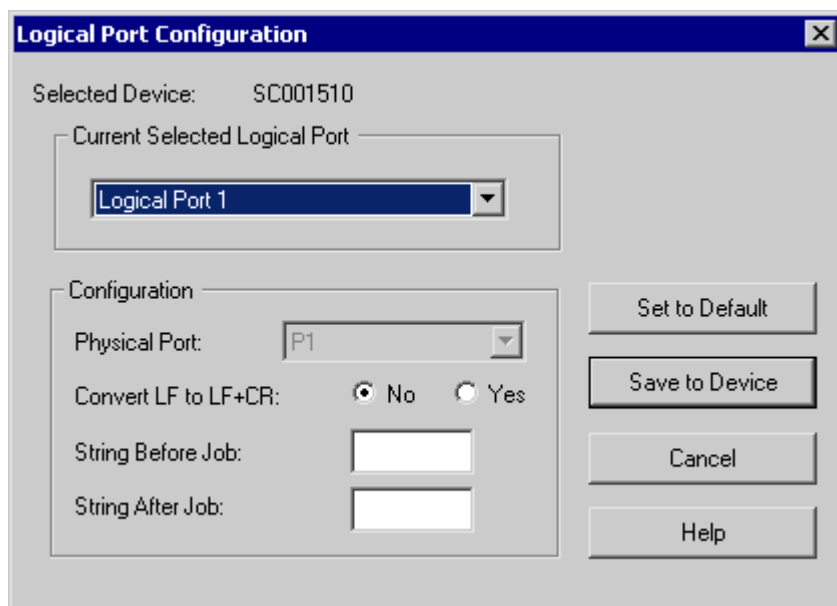 Logical Port Configuration
Selected Device: SC001510
Current Selected Logical Port
Logical Port 1
Configuration
Physical Port: P1
Convert LF to LF+CR: No Yes
String Before Job:
String After Job:
Set to Default
Save to Device
Cancel
Help